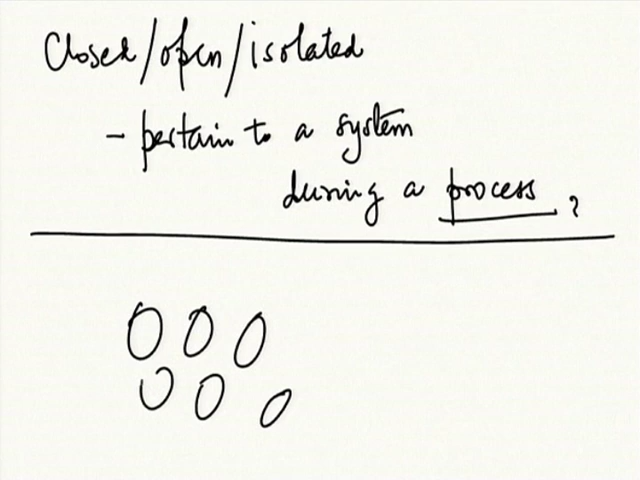 Closed/open/isolated
- pertain to a system
during a process ?